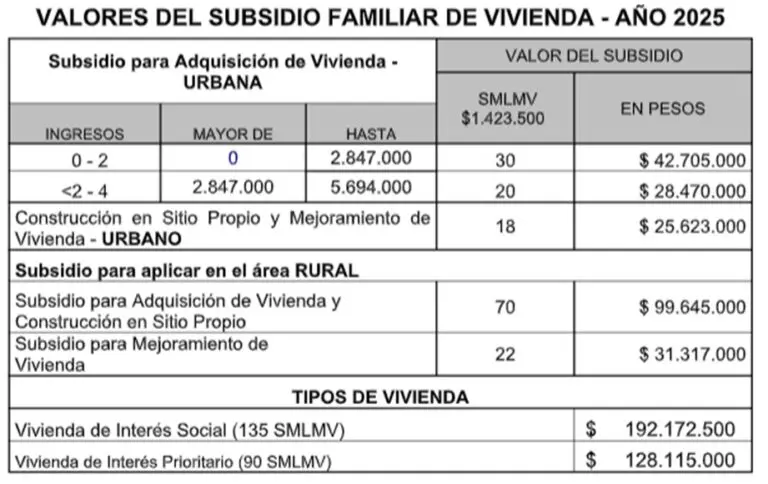 VALORES DEL SUBSIDIO FAMILIAR DE VIVIENDA - AÑO 2025
Subsidio para Adquisición de Vivienda -
URBANA
VALOR DEL SUBSIDIO
SMLMV
$1.423.500
EN PESOS
INGRESOS MAYOR DE HASTA
0 - 2 0 2.847.000 30 $ 42.705.000
<2 - 4 2.847.000 5.694.000 20 $ 28.470.000
Construcción en Sitio Propio y Mejoramiento de
Vivienda - URBANO 18 $ 25.623.000
Subsidio para aplicar en el área RURAL
Subsidio para Adquisición de Vivienda y
Construcción en Sitio Propio 70 $ 99.645.000
Subsidio para Mejoramiento de
Vivienda 22 $ 31.317.000
TIPOS DE VIVIENDA
Vivienda de Interés Social (135 SMLMV) $ 192.172.500
Vivienda de Interés Prioritario (90 SMLMV) $ 128.115.000